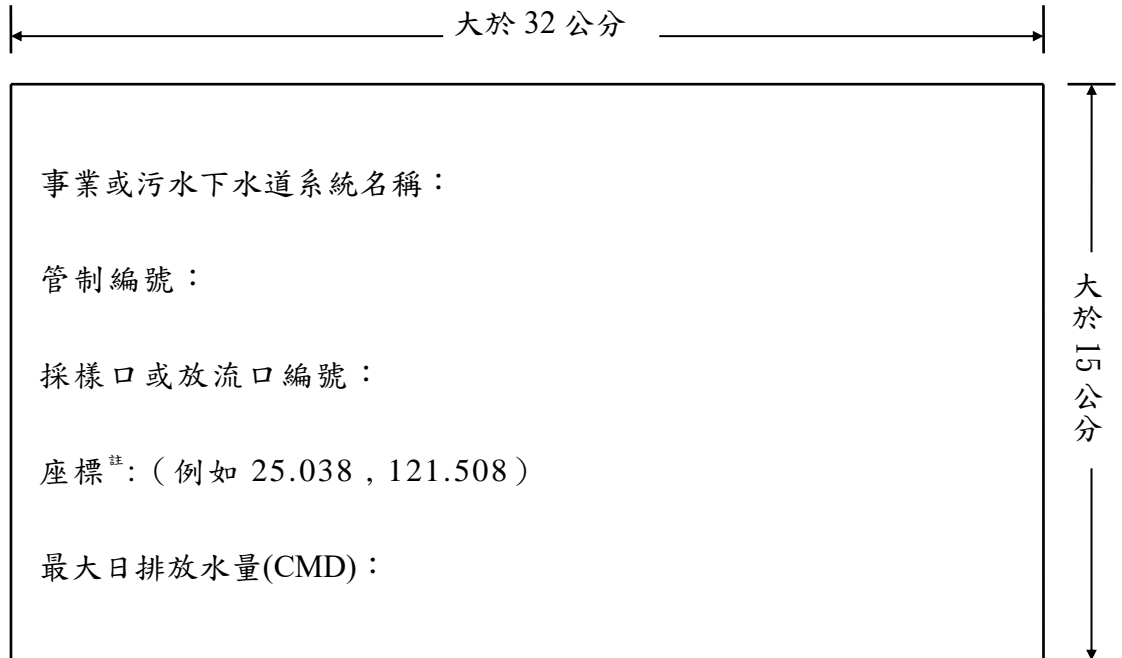 大於 32 公分
事業或污水下水道系統名稱：
管制編號：
採樣口或放流口編號：
座標註:（例如 25.038 , 121.508）
最大日排放水量(CMD)：
大於 15 公分